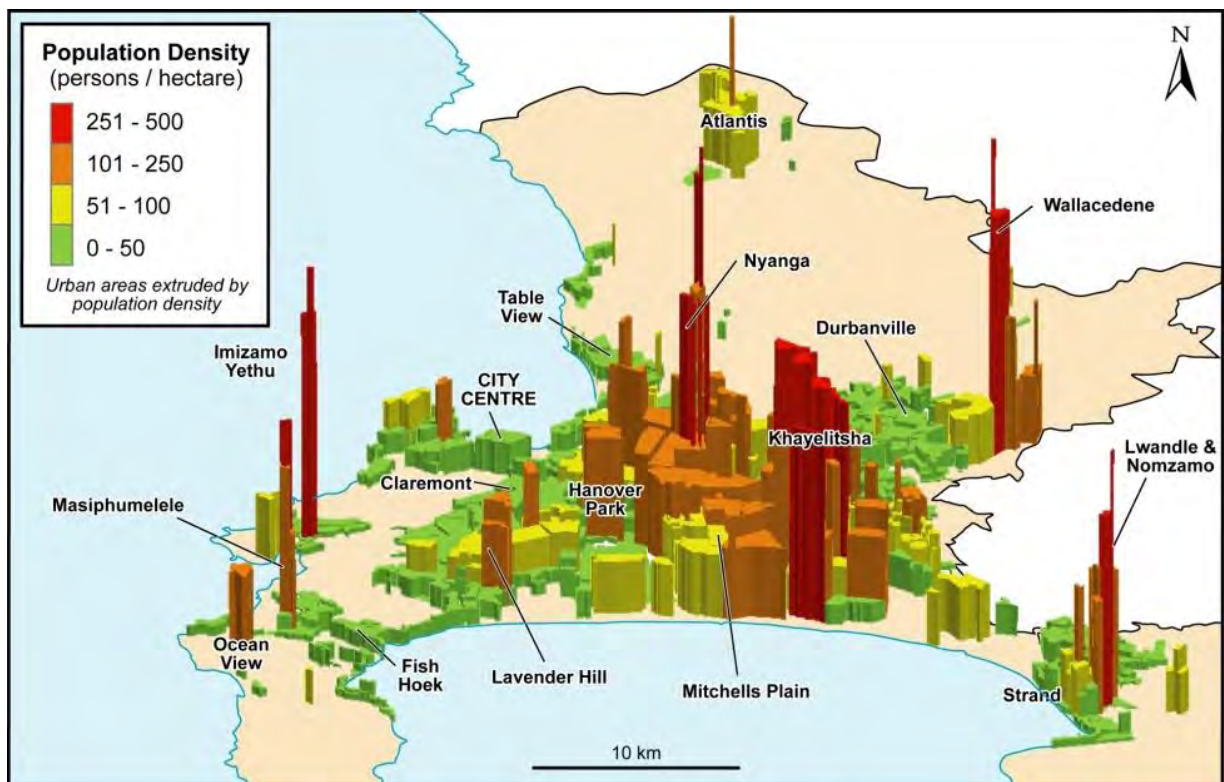 Population Density
(persons / hectare)
251 - 500
101 - 250
51 - 100
0 - 50
Urban areas extruded by
population density
N
Atlantis
Wallacedene
Nyanga
Table
View
Durbanville
Imizamo
Yethu
CITY
CENTRE
Khayelitsha
Lwandle &
Nomzamo
Claremont
Hanover
Park
Masiphumelele
Ocean
View
Fish
Hoek
Lavender Hill
Mitchells Plain
Strand
10 km